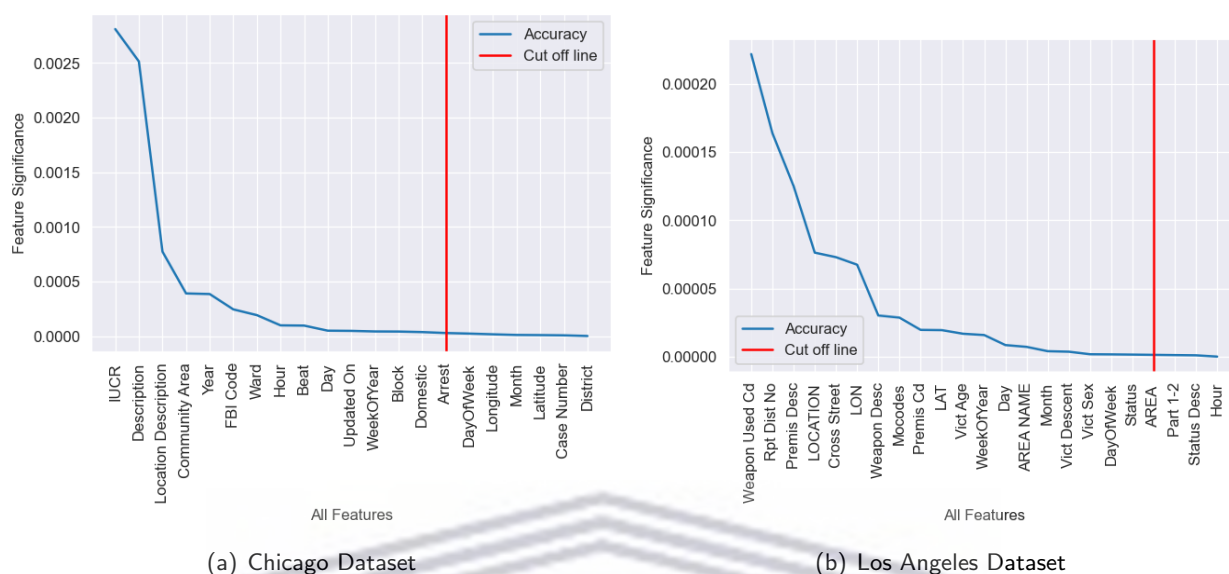 Accuracy
Cut off line
0.0025
0.0020
0.0015
0.0010
0.0005
0.0000
Feature Significance
IUCR
Description
Location Description
Community Area
Year
FBI Code
Ward
Hour
Beat
Day
Updated On
WeekOfYear
Block
Domestic
Arrest
DayOfWeek
Longitude
Month
Latitude
Case Number
District
All Features
(a) Chicago Dataset
0.00020
0.00015
0.00010
0.00005
0.00000
Feature Significance
Accuracy
Cut off line
Weapon Used Cd
Rpt Dist No
Premis Desc
LOCATION
Cross Street
LON
Weapon Desc
Mocodes
Premis Cd
LAT
Vict Age
WeekOfYear
Day
AREA NAME
Month
Vict Descent
Vict Sex
DayOfWeek
Status
AREA
Part 1-2
Status Desc
Hour
All Features
(b) Los Angeles Dataset